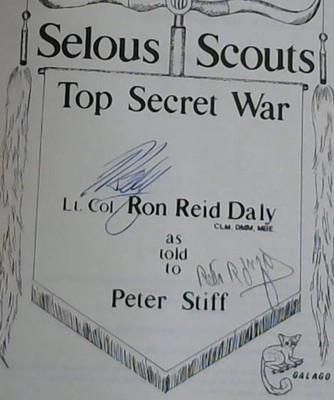 Selous Scouts
Top Secret War
Lt. Col. Ron Reid Daly
CLM, DMM, MBE.
as
told
to
Peter Stiff
GALAGO